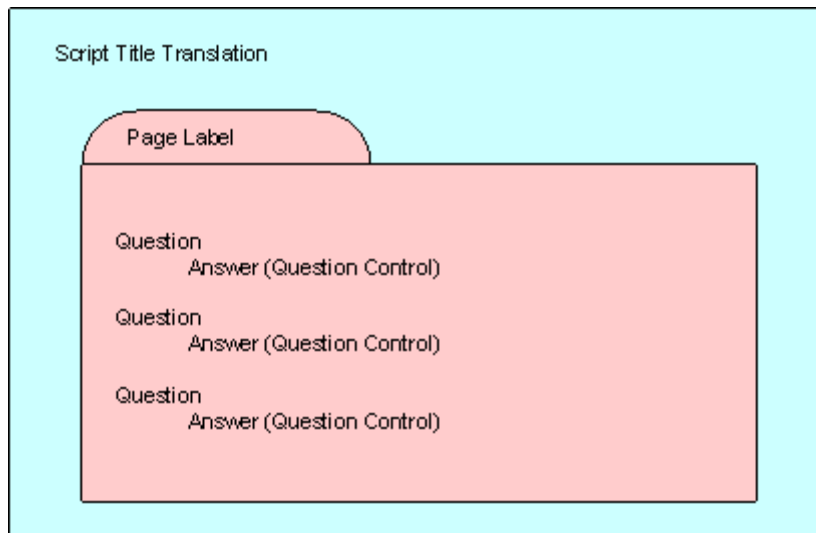 Script Title Translation
Page Label
Question
Answer (Question Control)
Question
Answer (Question Control)
Question
Answer (Question Control)